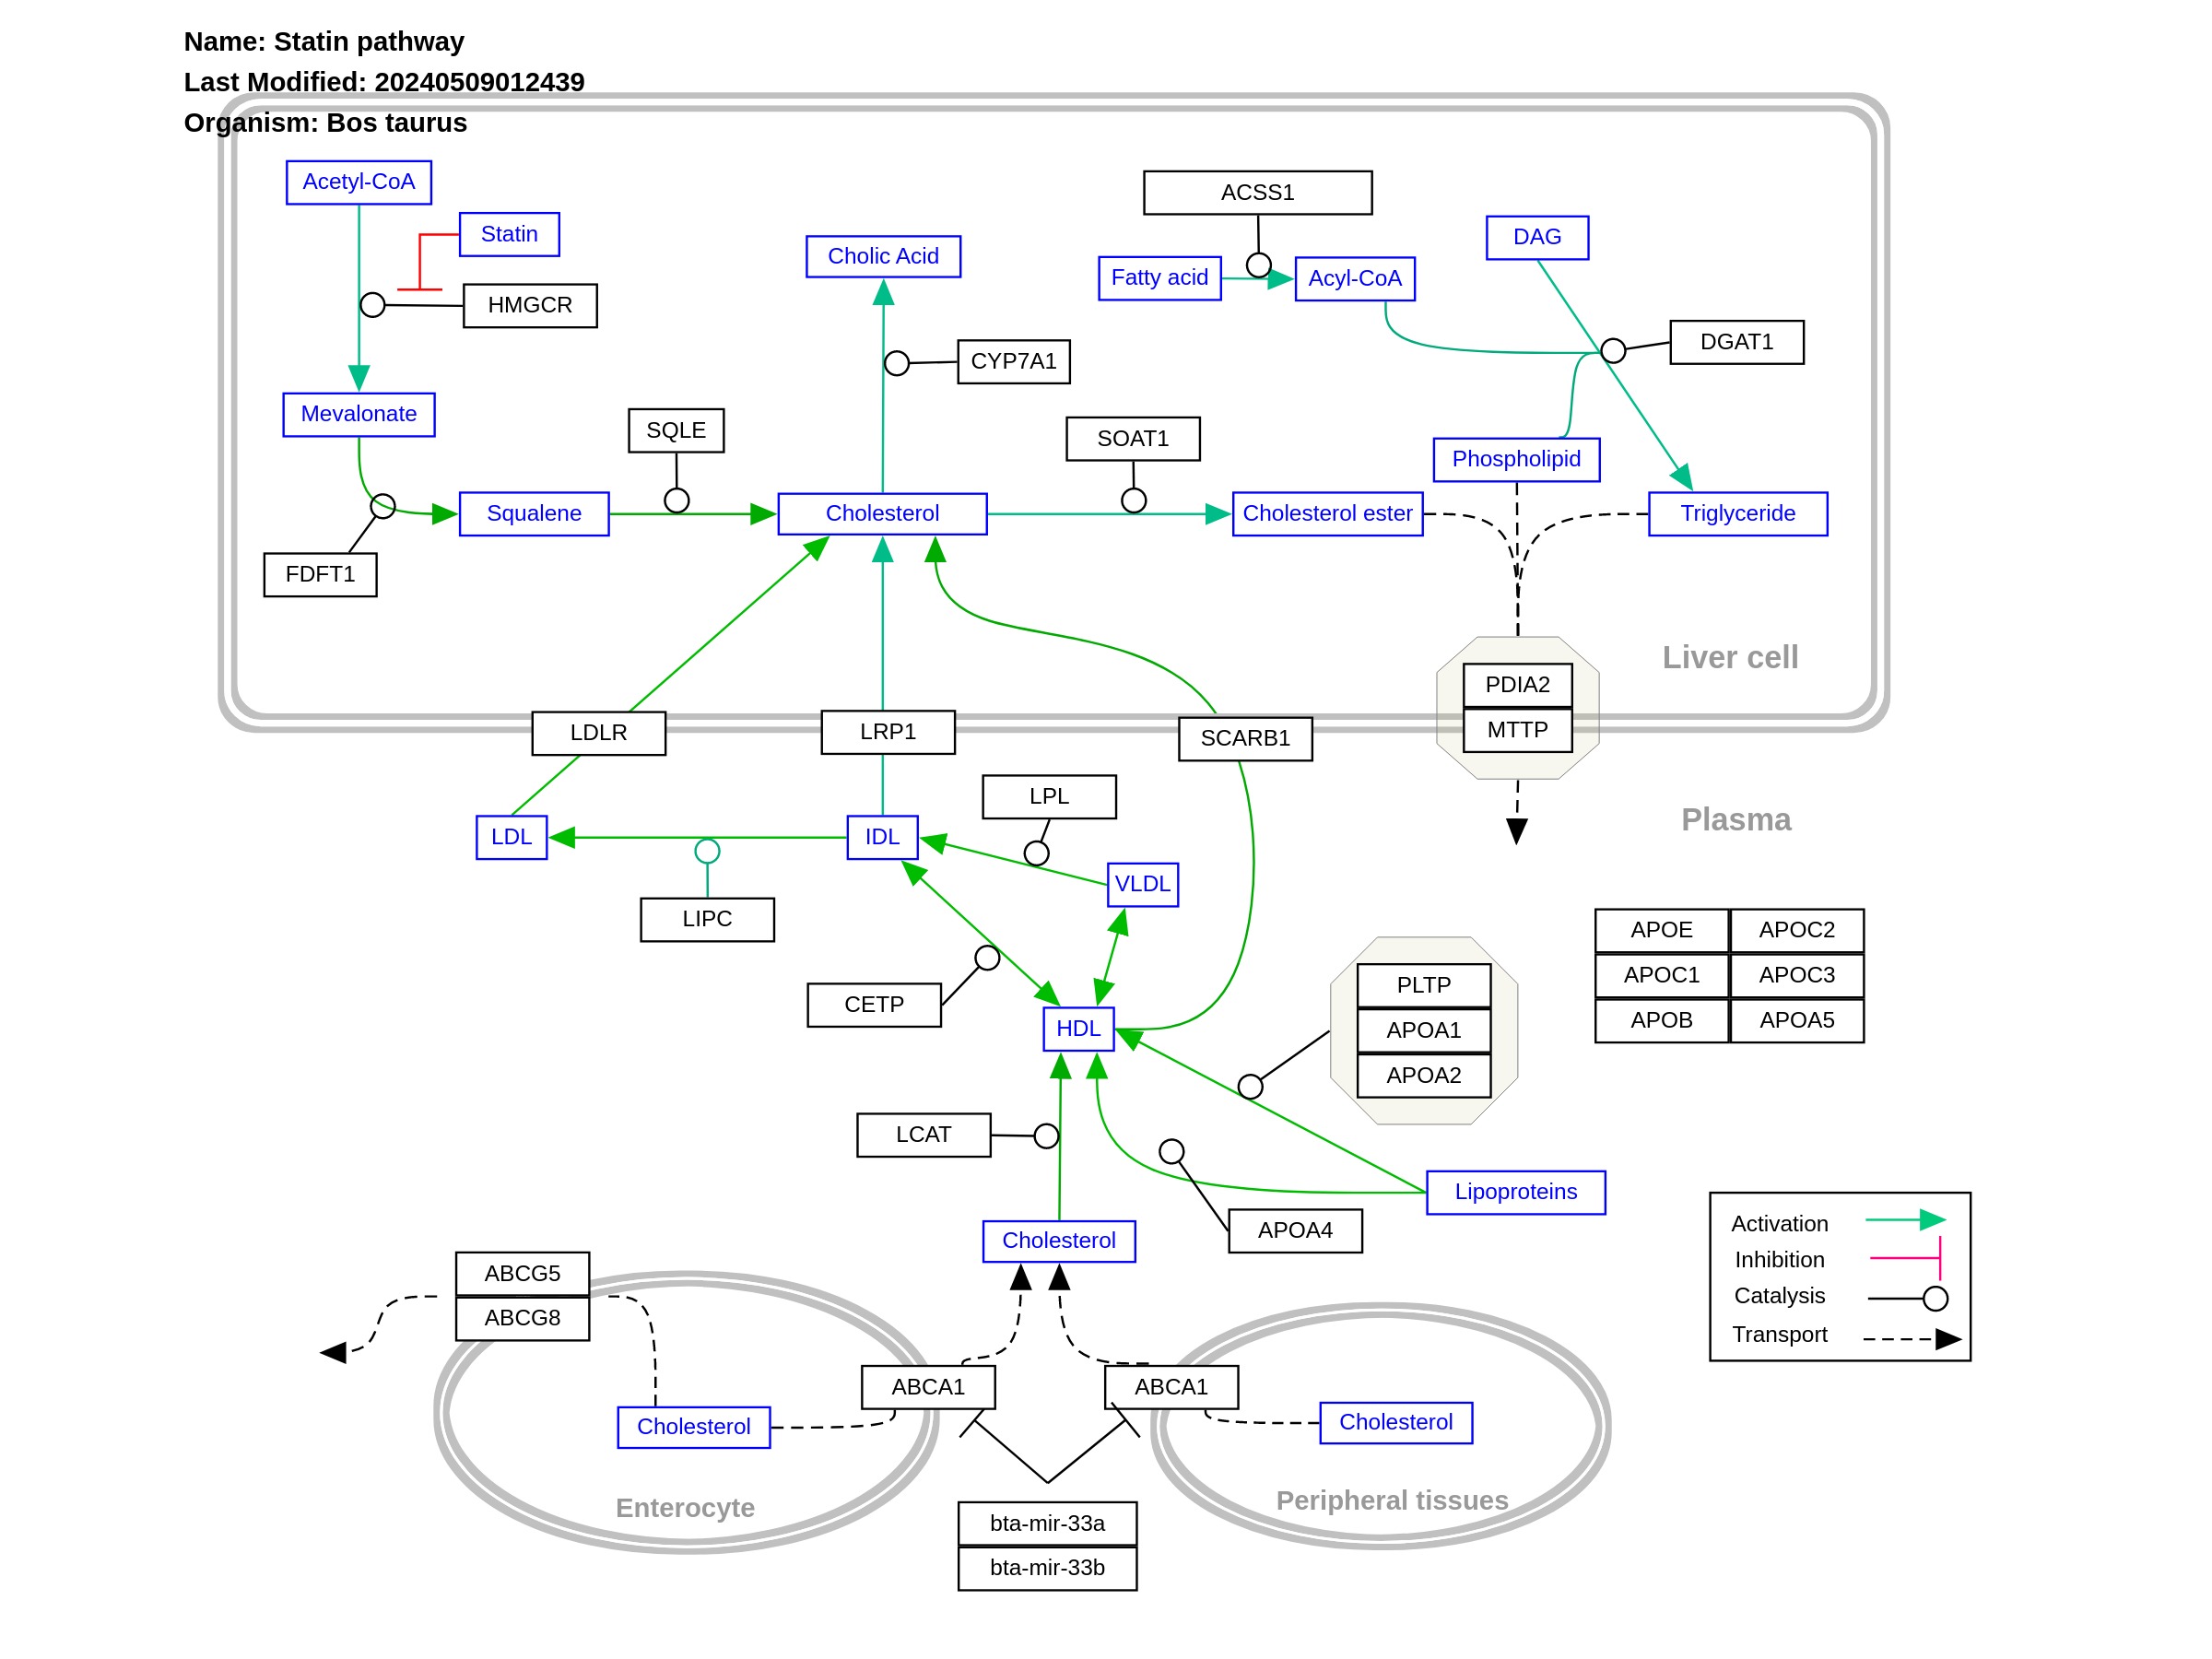 Name: Statin pathway
Last Modified: 20240509012439
Organism: Bos taurus
Acetyl-CoA
Statin
HMGCR
Mevalonate
FDFT1
Squalene
SQLE
Cholic Acid
CYP7A1
Cholesterol
ACSS1
Fatty acid
Acyl-CoA
DAG
DGAT1
SOAT1
Cholesterol ester
Phospholipid
Triglyceride
PDIA2
MTTP
Liver cell
LDLR
LRP1
SCARB1
Plasma
LDL
IDL
LPL
VLDL
LIPC
CETP
HDL
PLTP
APOA1
APOA2
APOE
APOC2
APOC1
APOC3
APOB
APOA5
LCAT
Lipoproteins
APOA4
Cholesterol
Activation
Inhibition
Catalysis
Transport
ABCG5
ABCG8
ABCA1
ABCA1
Cholesterol
Cholesterol
Enterocyte
Peripheral tissues
bta-mir-33a
bta-mir-33b